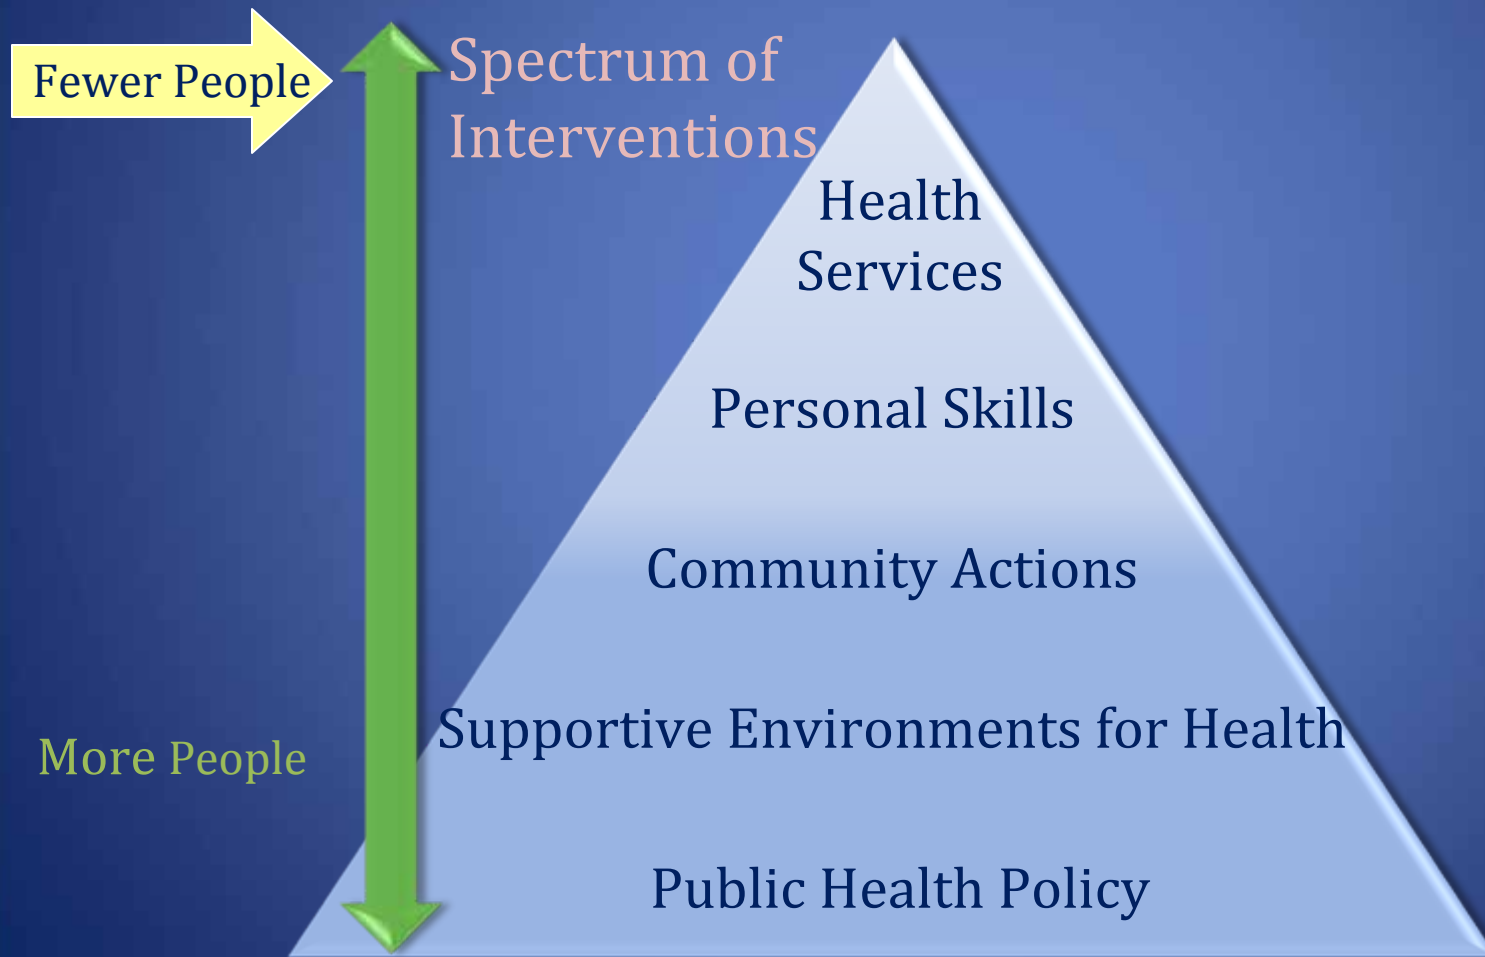 Fewer People
Spectrum of
Interventions
Health
Services
Personal Skills
Community Actions
Supportive Environments for Health
More People
Public Health Policy